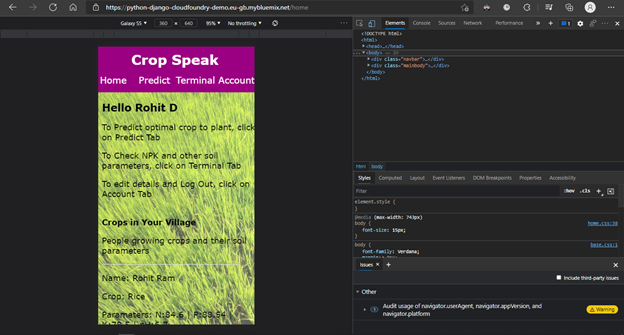 https://python-django-cloudfoundry-demo.eu-gb.mybluemix.net/home
Galaxy S5 ▼ 360 × 640 95% ▼ No throttling ▼
Crop Speak
Home Predict Terminal Account
Hello Rohit D
To Predict optimal crop to plant, click
on Predict Tab
To Check NPK and other soil
parameters, click on Terminal Tab
To edit details and Log Out, click on
Account Tab
Crops in Your Village
People growing crops and their soil
parameters
Name: Rohit Ram
Crop: Rice
Parameters: N:84.6 | P:88.54
Elements Console Sources Network Performance » 1
<!DOCTYPE html>
<html>
▶<head>…</head>
▼<body> == $0
▶<div class="navbar">…</div>
▶<div class="mainbody">…</div>
</body>
</html>
html body
Styles Computed Layout Event Listeners DOM Breakpoints Properties Accessibility
Filter :hov .cls +
element.style {
}
@media (max-width: 743px)
body { home.css:38
font-size: 15px;
}
body { base.css:1
font-family: Verdana;
Issues × +
Include third-party issues
▼ Other
Audit usage of navigator.userAgent, navigator.appVersion, and
navigator.platform
Warning